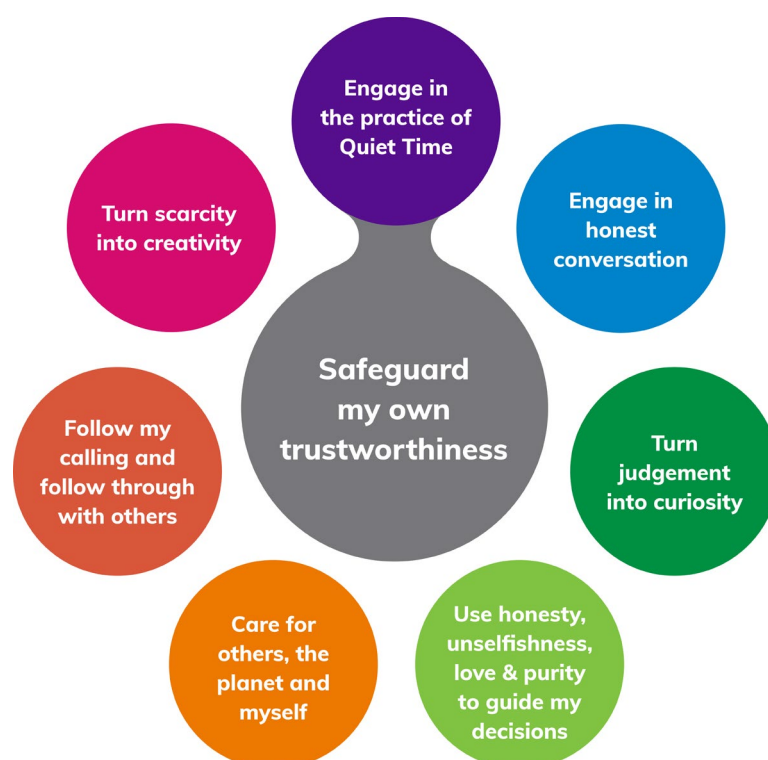 Engage in
the practice of
Quiet Time
Engage in
honest
conversation
Turn
judgement
into curiosity
Use honesty,
unselfishness,
love & purity
to guide my
decisions
Care for
others, the
planet and
myself
Follow my
calling and
follow through
with others
Turn scarcity
into creativity
Safeguard
my own
trustworthiness